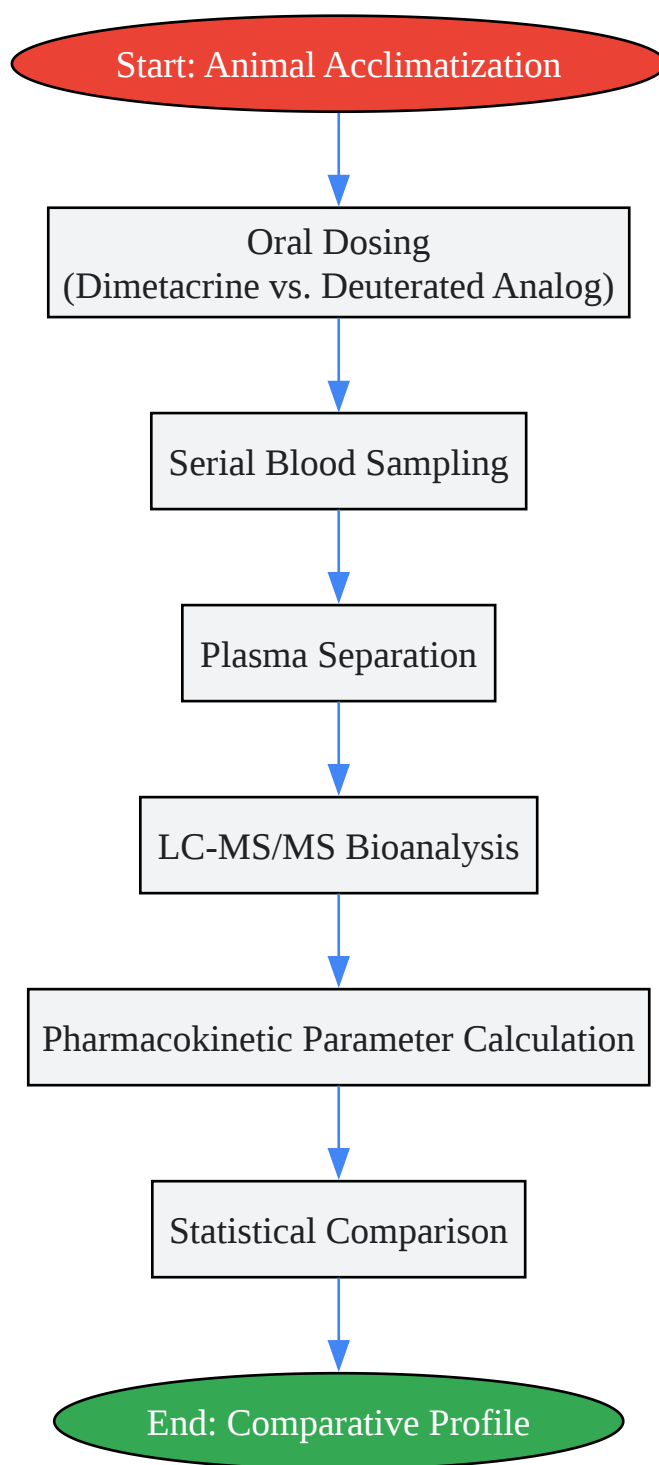 Start: Animal Acclimatization
Oral Dosing
(Dimetacrine vs. Deuterated Analog)
Serial Blood Sampling
Plasma Separation
LC-MS/MS Bioanalysis
Pharmacokinetic Parameter Calculation
Statistical Comparison
End: Comparative Profile